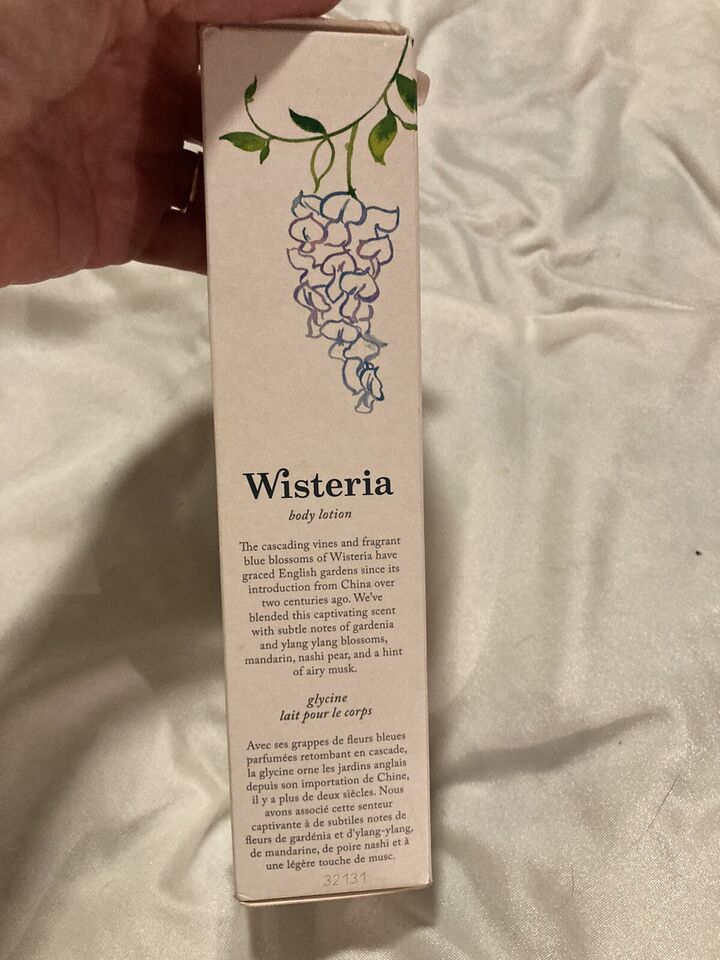 Wisteria
body lotion
The cascading vines and fragrant
blue blossoms of Wisteria have
graced English gardens since its
introduction from China over
two centuries ago. We've
blended this captivating scent
with subtle notes of gardenia
and ylang ylang blossoms,
mandarin, nashi pear, and a hint
of airy musk.
glycine
lait pour le corps
Avec ses grappes de fleurs bleues
parfumées retombant en cascade,
la glycine orne les jardins anglais
depuis son importation de Chine,
il y a plus de deux siècles. Nous
avons associé cette senteur
captivante à de subtiles notes de
fleurs de gardénia et d'ylang-ylang,
de mandarine, de poire nashi et à
une légère touche de musc.
32131